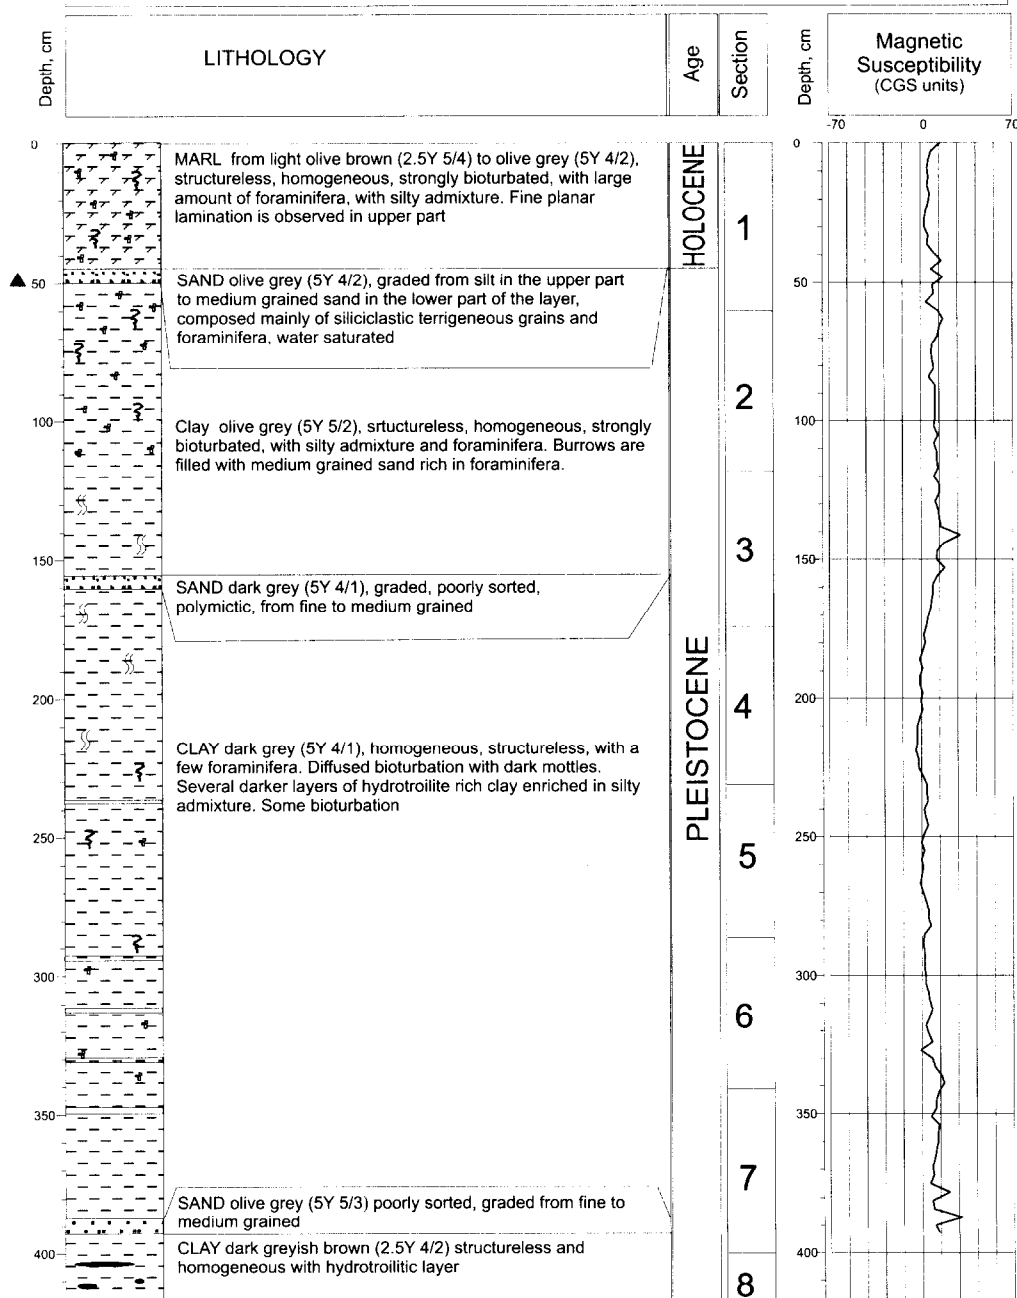 Depth, cm
LITHOLOGY
Age
Section
Depth, cm
Magnetic
Susceptibility
(CGS units)
-70 0 70
0
50
100
150
200
250
300
350
400
MARL from light olive brown (2.5Y 5/4) to olive grey (5Y 4/2),
structureless, homogeneous, strongly bioturbated, with large
amount of foraminifera, with silty admixture. Fine planar
lamination is observed in upper part
SAND olive grey (5Y 4/2), graded from silt in the upper part
to medium grained sand in the lower part of the layer,
composed mainly of siliciclastic terrigeneous grains and
foraminifera, water saturated
Clay olive grey (5Y 5/2), srtuctureless, homogeneous, strongly
bioturbated, with silty admixture and foraminifera. Burrows are
filled with medium grained sand rich in foraminifera.
SAND dark grey (5Y 4/1), graded, poorly sorted,
polymictic, from fine to medium grained
CLAY dark grey (5Y 4/1), homogeneous, structureless, with a
few foraminifera. Diffused bioturbation with dark mottles.
Several darker layers of hydrotroilite rich clay enriched in silty
admixture. Some bioturbation
SAND olive grey (5Y 5/3) poorly sorted, graded from fine to
medium grained
CLAY dark greyish brown (2.5Y 4/2) structureless and
homogeneous with hydrotroilitic layer
HOLOCENE
PLEISTOCENE
1
2
3
4
5
6
7
8
0
50
100
150
200
250
300
350
400